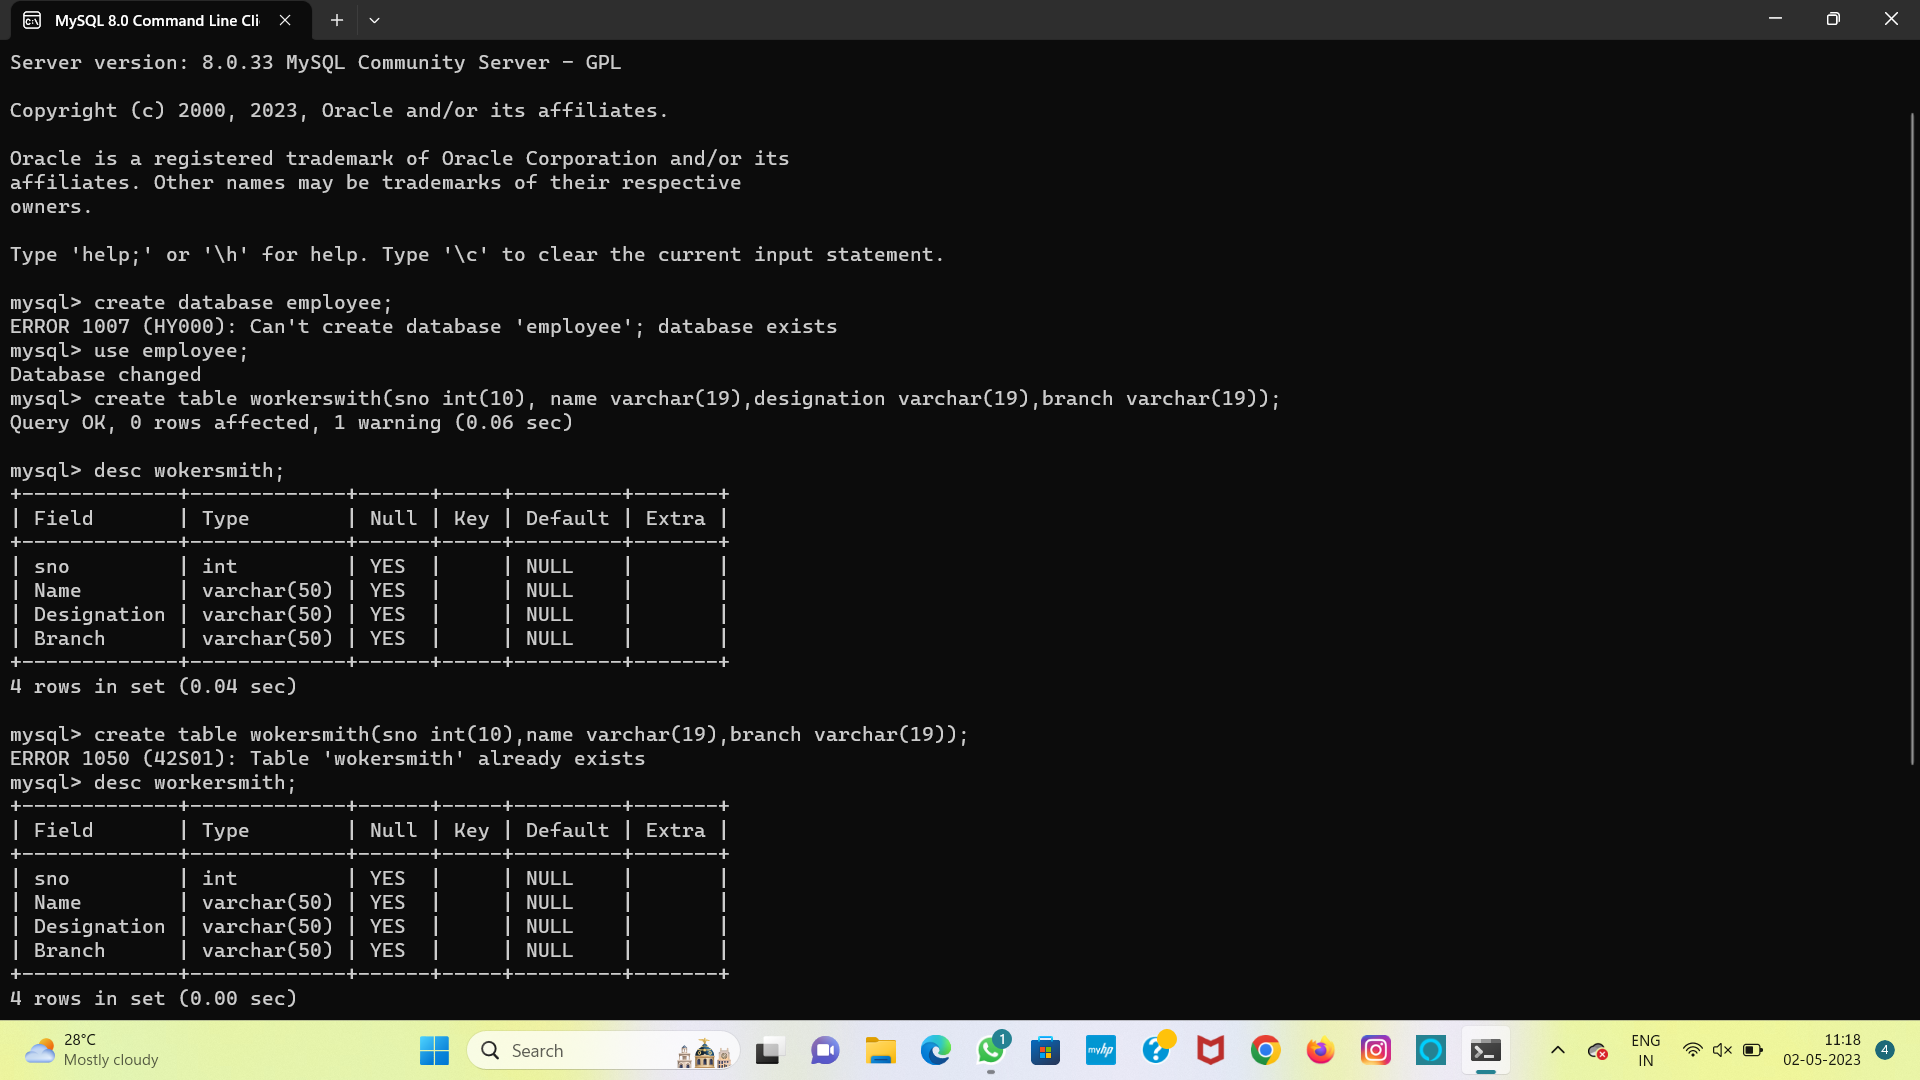 MySQL 8.0 Command Line Cli
Server version: 8.0.33 MySQL Community Server - GPL
Copyright (c) 2000, 2023, Oracle and/or its affiliates.
Oracle is a registered trademark of Oracle Corporation and/or its
affiliates. Other names may be trademarks of their respective
owners.
Type 'help;' or '\h' for help. Type '\c' to clear the current input statement.
mysql> create database employee;
ERROR 1007 (HY000): Can't create database 'employee'; database exists
mysql> use employee;
Database changed
mysql> create table workerswith(sno int(10), name varchar(19),designation varchar(19),branch varchar(19));
Query OK, 0 rows affected, 1 warning (0.06 sec)
mysql> desc wokersmith;
+-------------+-------------+------+-----+---------+-------+
| Field       | Type        | Null | Key | Default | Extra |
+-------------+-------------+------+-----+---------+-------+
| sno         | int         | YES  |     | NULL    |       |
| Name        | varchar(50) | YES  |     | NULL    |       |
| Designation | varchar(50) | YES  |     | NULL    |       |
| Branch      | varchar(50) | YES  |     | NULL    |       |
+-------------+-------------+------+-----+---------+-------+
4 rows in set (0.04 sec)
mysql> create table wokersmith(sno int(10),name varchar(19),branch varchar(19));
ERROR 1050 (42S01): Table 'wokersmith' already exists
mysql> desc workersmith;
+-------------+-------------+------+-----+---------+-------+
| Field       | Type        | Null | Key | Default | Extra |
+-------------+-------------+------+-----+---------+-------+
| sno         | int         | YES  |     | NULL    |       |
| Name        | varchar(50) | YES  |     | NULL    |       |
| Designation | varchar(50) | YES  |     | NULL    |       |
| Branch      | varchar(50) | YES  |     | NULL    |       |
+-------------+-------------+------+-----+---------+-------+
4 rows in set (0.00 sec)
28°C
Mostly cloudy
Search
1
myhp
ENG
IN
11:18
02-05-2023
4